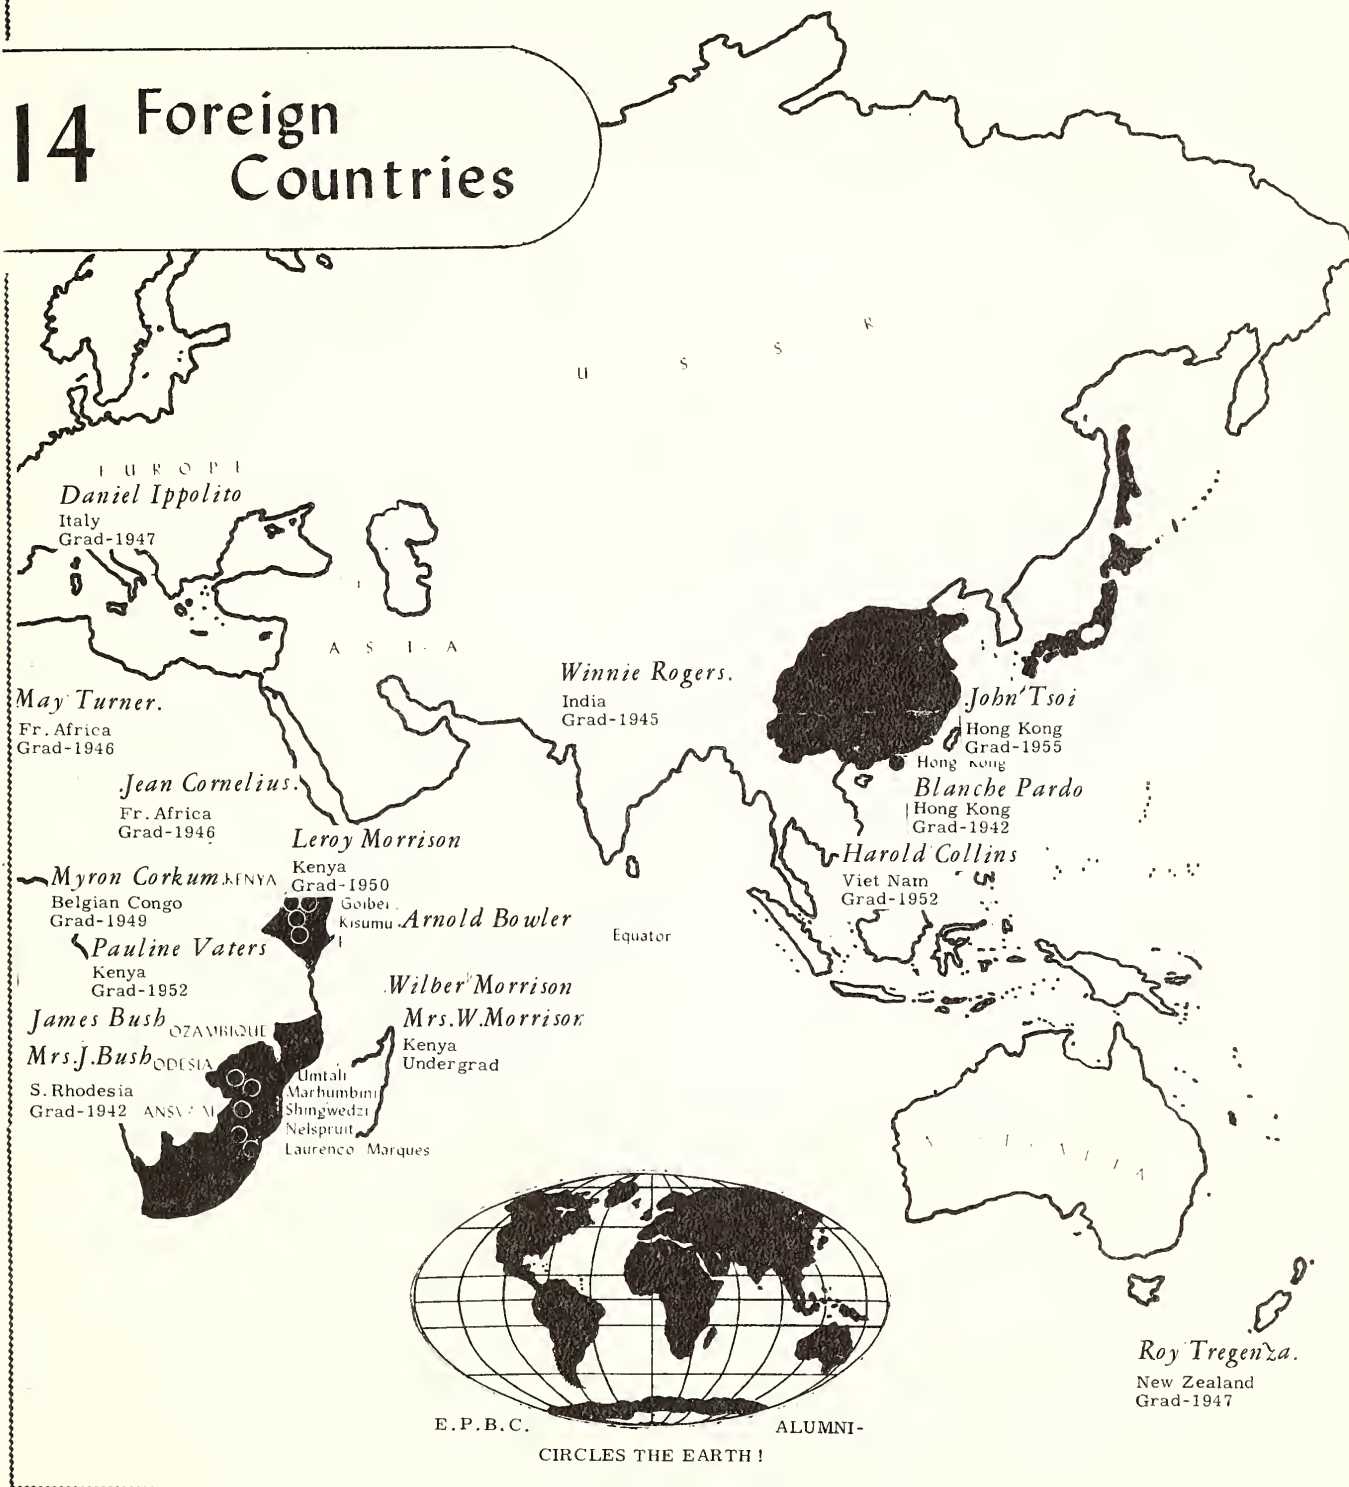 14 Foreign
Countries
U S S R
Daniel Ippolito
Italy
Grad-1947
A S I A
May Turner.
Fr. Africa
Grad-1946
Winnie Rogers.
India
Grad-1945
John Tsoi
Hong Kong
Grad-1955
Hong Kong
Jean Cornelius.
Fr. Africa
Grad-1946
Blanche Pardo
Hong Kong
Grad-1942
Leroy Morrison
Kenya
Grad-1950
Harold Collins
Viet Nam
Grad-1952
Myron Corkum. KENYA
Belgian Congo
Grad-1949
Goibei
Kisumu
Arnold Bowler
Equator
Pauline Vaters
Kenya
Grad-1952
Wilber Morrison
Mrs.W.Morrison
Kenya
Undergrad
James Bush OZAMBIQUE
Mrs.J.Bush ODESIA
S. Rhodesia
Grad-1942
Umtali
Marhumbini
Shingwedzi
Nelspruit
Laurenco Marques
Roy Tregenza.
New Zealand
Grad-1947
E.P.B.C. ALUMNI-
CIRCLES THE EARTH !